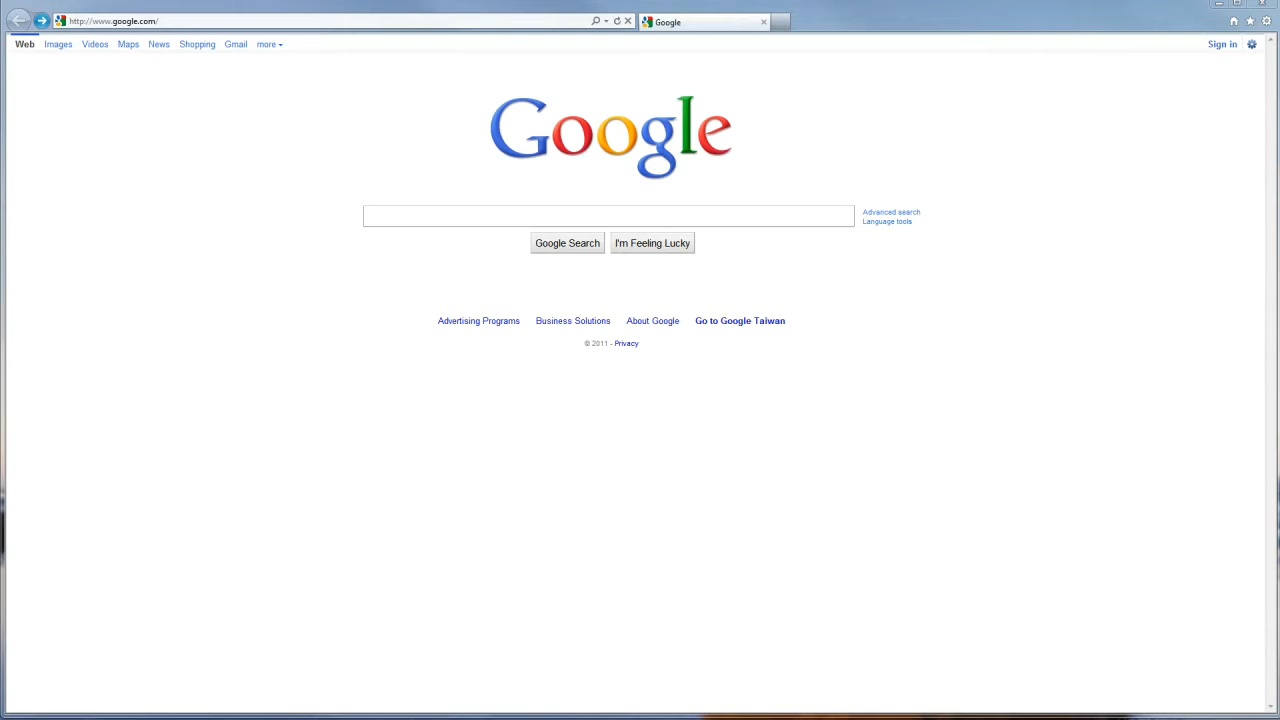 http://www.google.com/
Google
Web Images Videos Maps News Shopping Gmail more
Sign in
Google
Advanced search
Language tools
Google Search
I'm Feeling Lucky
Advertising Programs Business Solutions About Google Go to Google Taiwan
© 2011 - Privacy